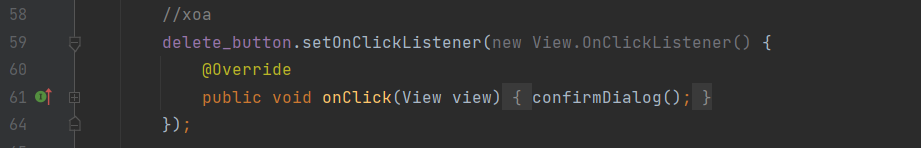 58 //xoa
59 delete_button.setOnClickListener(new View.OnClickListener() {
60 @Override
61 public void onClick(View view) { confirmDialog(); }
64 });